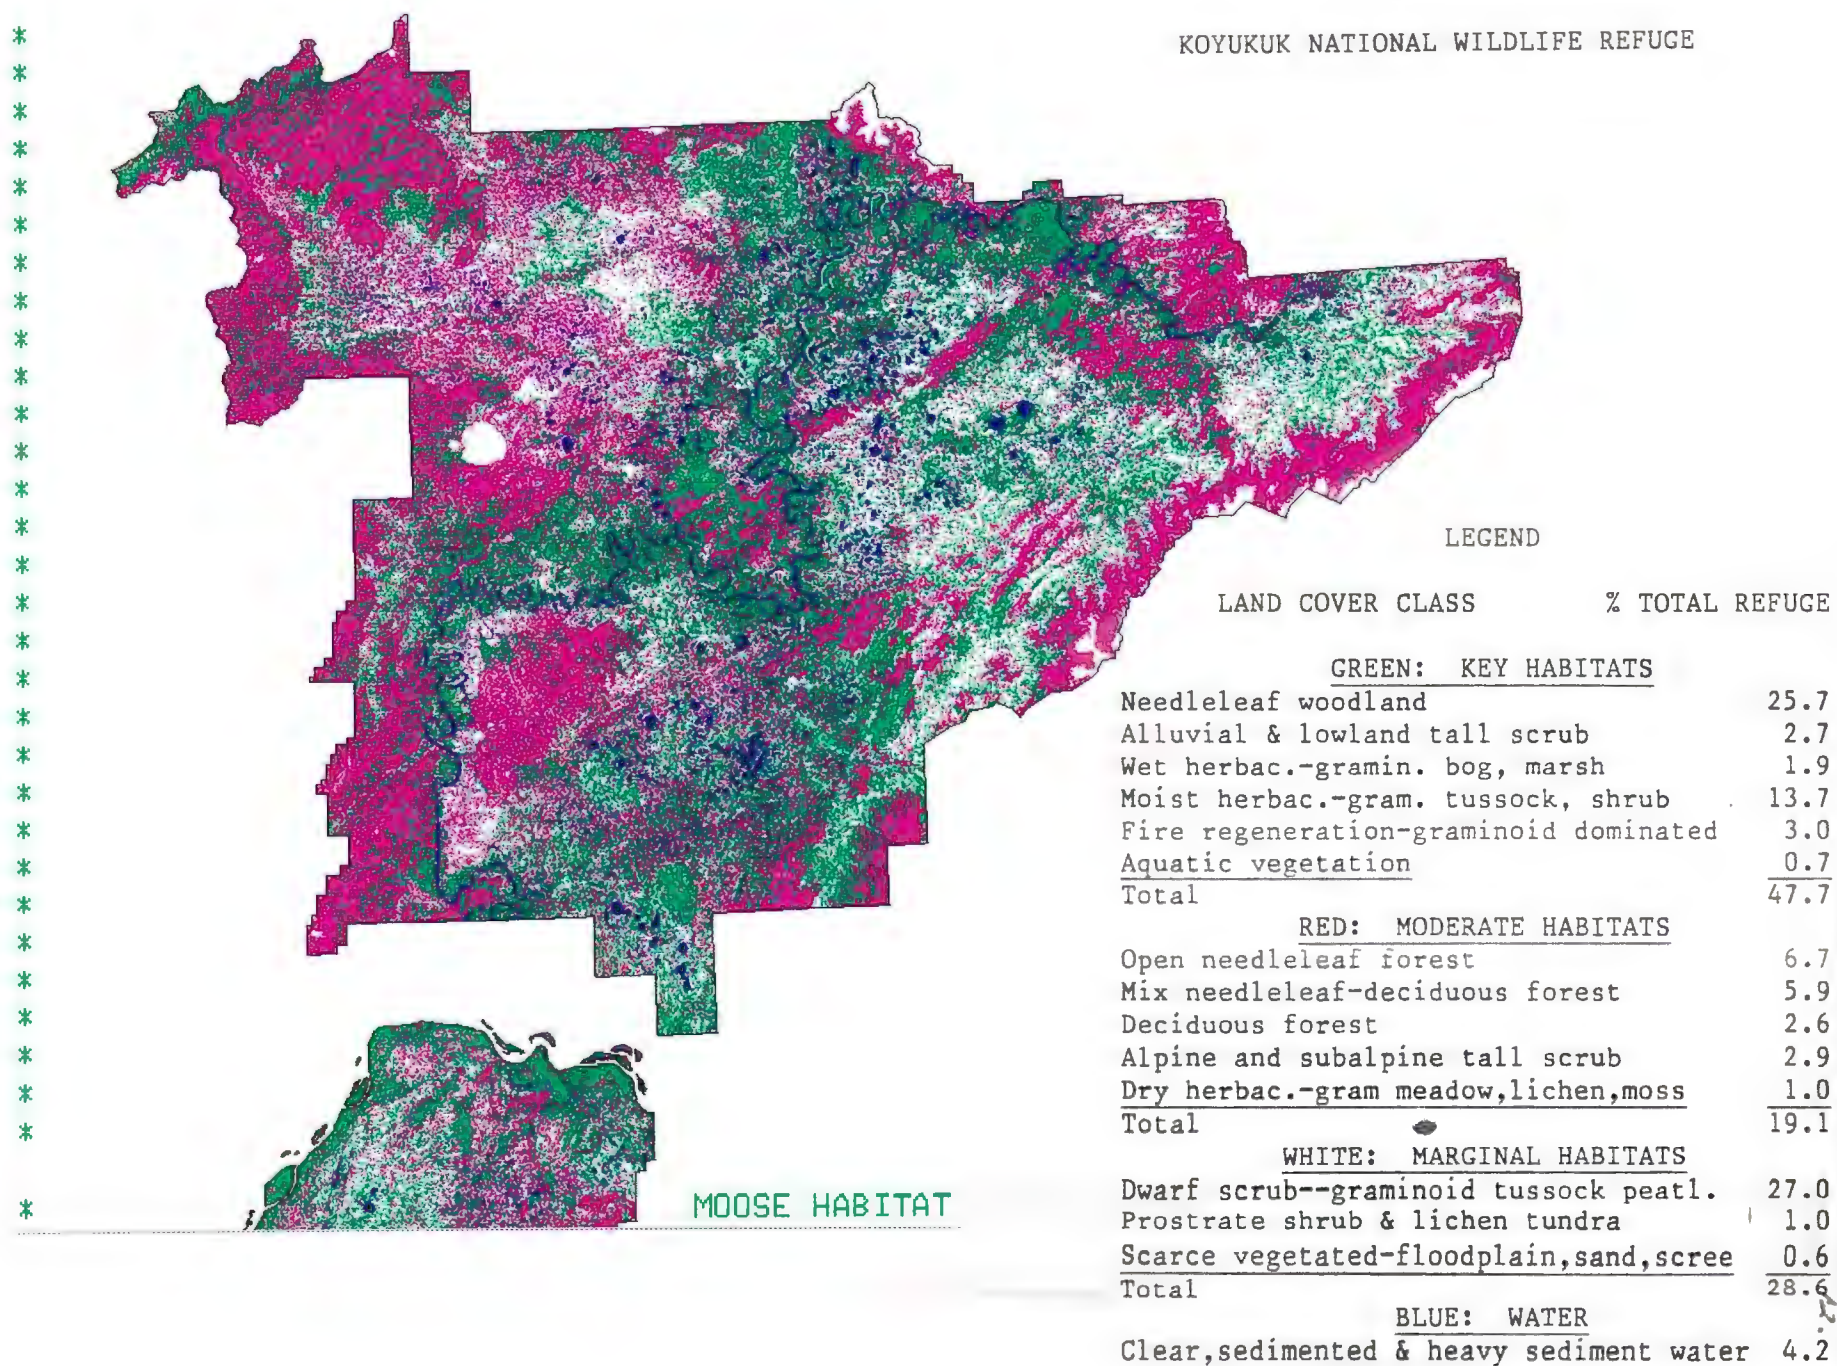 KOYUKUK NATIONAL WILDLIFE REFUGE
LEGEND
LAND COVER CLASS % TOTAL REFUGE
GREEN: KEY HABITATS
Needleleaf woodland 25.7
Alluvial & lowland tall scrub 2.7
Wet herbac.-gramin. bog, marsh 1.9
Moist herbac.-gram. tussock, shrub 13.7
Fire regeneration-graminoid dominated 3.0
Aquatic vegetation 0.7
Total 47.7
RED: MODERATE HABITATS
Open needleleaf forest 6.7
Mix needleleaf-deciduous forest 5.9
Deciduous forest 2.6
Alpine and subalpine tall scrub 2.9
Dry herbac.-gram meadow,lichen,moss 1.0
Total 19.1
WHITE: MARGINAL HABITATS
Dwarf scrub--graminoid tussock peatl. 27.0
Prostrate shrub & lichen tundra 1.0
Scarce vegetated-floodplain,sand,scree 0.6
Total 28.6
BLUE: WATER
Clear,sedimented & heavy sediment water 4.2
MOOSE HABITAT